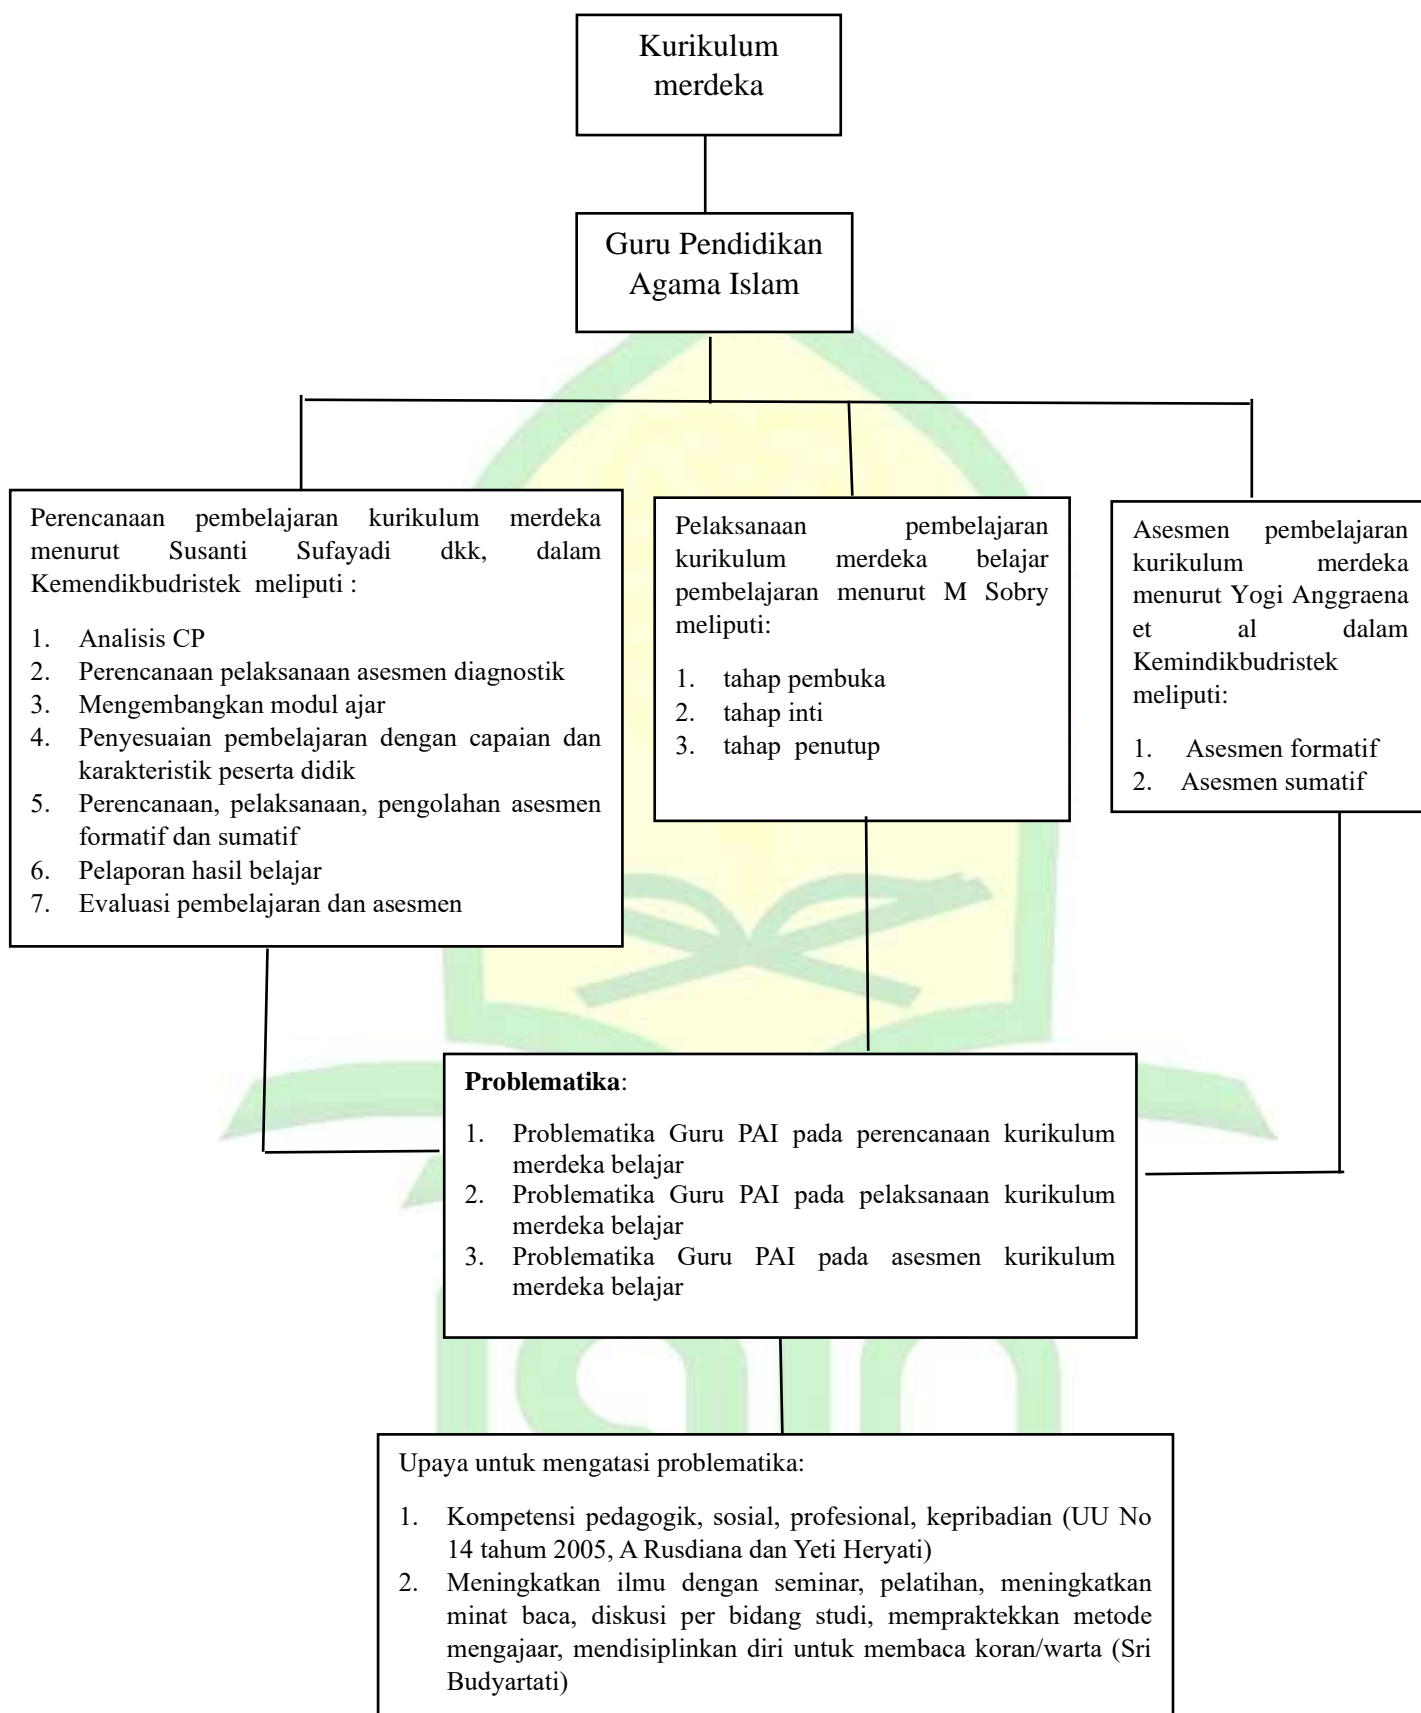 Kurikulum
merdeka
Guru Pendidikan
Agama Islam
Perencanaan pembelajaran kurikulum merdeka
menurut Susanti Sufayadi dkk, dalam
Kemendikbudristek meliputi :
1. Analisis CP
2. Perencanaan pelaksanaan asesmen diagnostik
3. Mengembangkan modul ajar
4. Penyesuaian pembelajaran dengan capaian dan
karakteristik peserta didik
5. Perencanaan, pelaksanaan, pengolahan asesmen
formatif dan sumatif
6. Pelaporan hasil belajar
7. Evaluasi pembelajaran dan asesmen
Pelaksanaan pembelajaran
kurikulum merdeka belajar
pembelajaran menurut M Sobry
meliputi:
1. tahap pembuka
2. tahap inti
3. tahap penutup
Asesmen pembelajaran
kurikulum merdeka
menurut Yogi Anggraena
et al dalam
Kemindikbudristek
meliputi:
1. Asesmen formatif
2. Asesmen sumatif
Problematika:
1. Problematika Guru PAI pada perencanaan kurikulum
merdeka belajar
2. Problematika Guru PAI pada pelaksanaan kurikulum
merdeka belajar
3. Problematika Guru PAI pada asesmen kurikulum
merdeka belajar
iain
Upaya untuk mengatasi problematika:
1. Kompetensi pedagogik, sosial, profesional, kepribadian (UU No
14 tahum 2005, A Rusdiana dan Yeti Heryati)
2. Meningkatkan ilmu dengan seminar, pelatihan, meningkatkan
minat baca, diskusi per bidang studi, mempraktekkan metode
mengajaar, mendisiplinkan diri untuk membaca koran/warta (Sri
Budyartati)